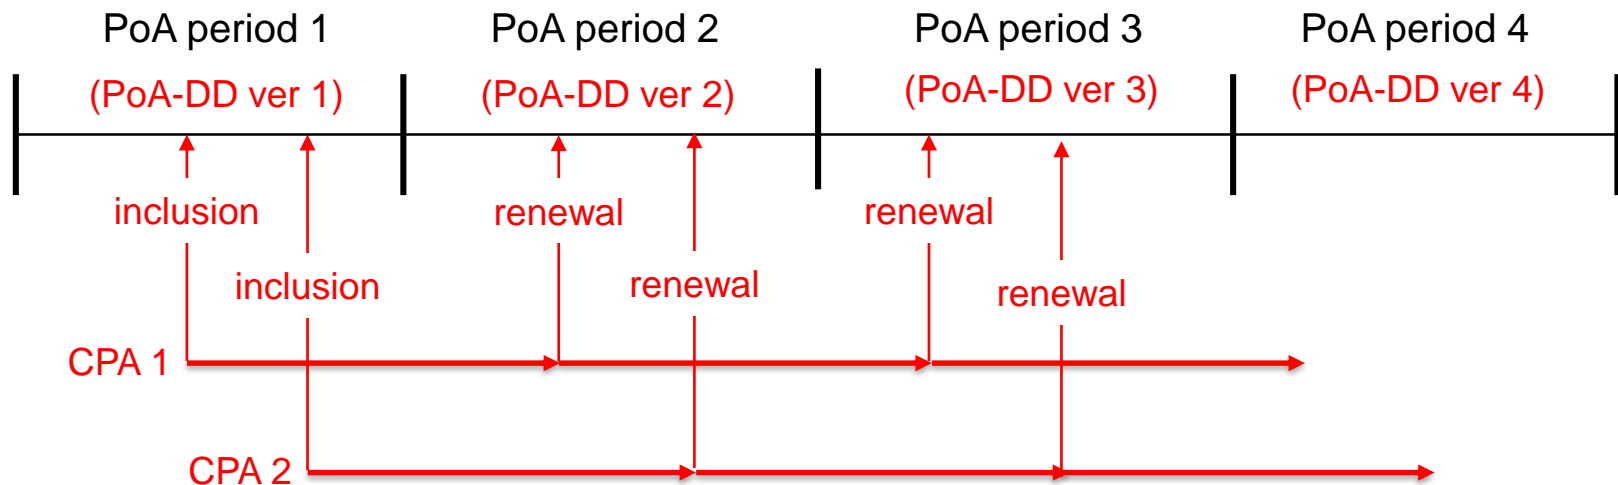 PoA period 1
PoA period 2
PoA period 3
PoA period 4
(PoA-DD ver 1)
(PoA-DD ver 2)
(PoA-DD ver 3)
(PoA-DD ver 4)
inclusion
renewal
renewal
inclusion
renewal
renewal
CPA 1
CPA 2